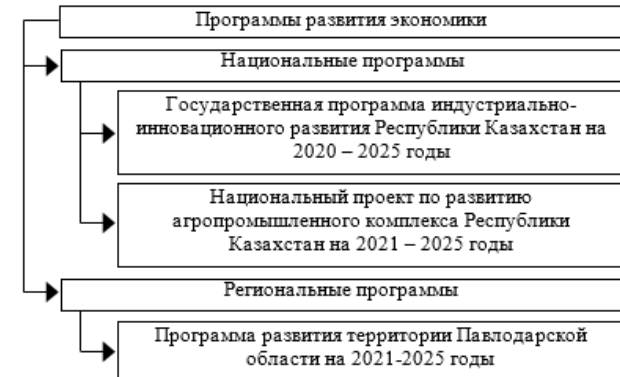 Программы развития экономики
Национальные программы
Государственная программа индустриально-
инновационного развития Республики Казахстан на
2020 – 2025 годы
Национальный проект по развитию
агропромышленного комплекса Республики
Казахстан на 2021 – 2025 годы
Региональные программы
Программа развития территории Павлодарской
области на 2021-2025 годы